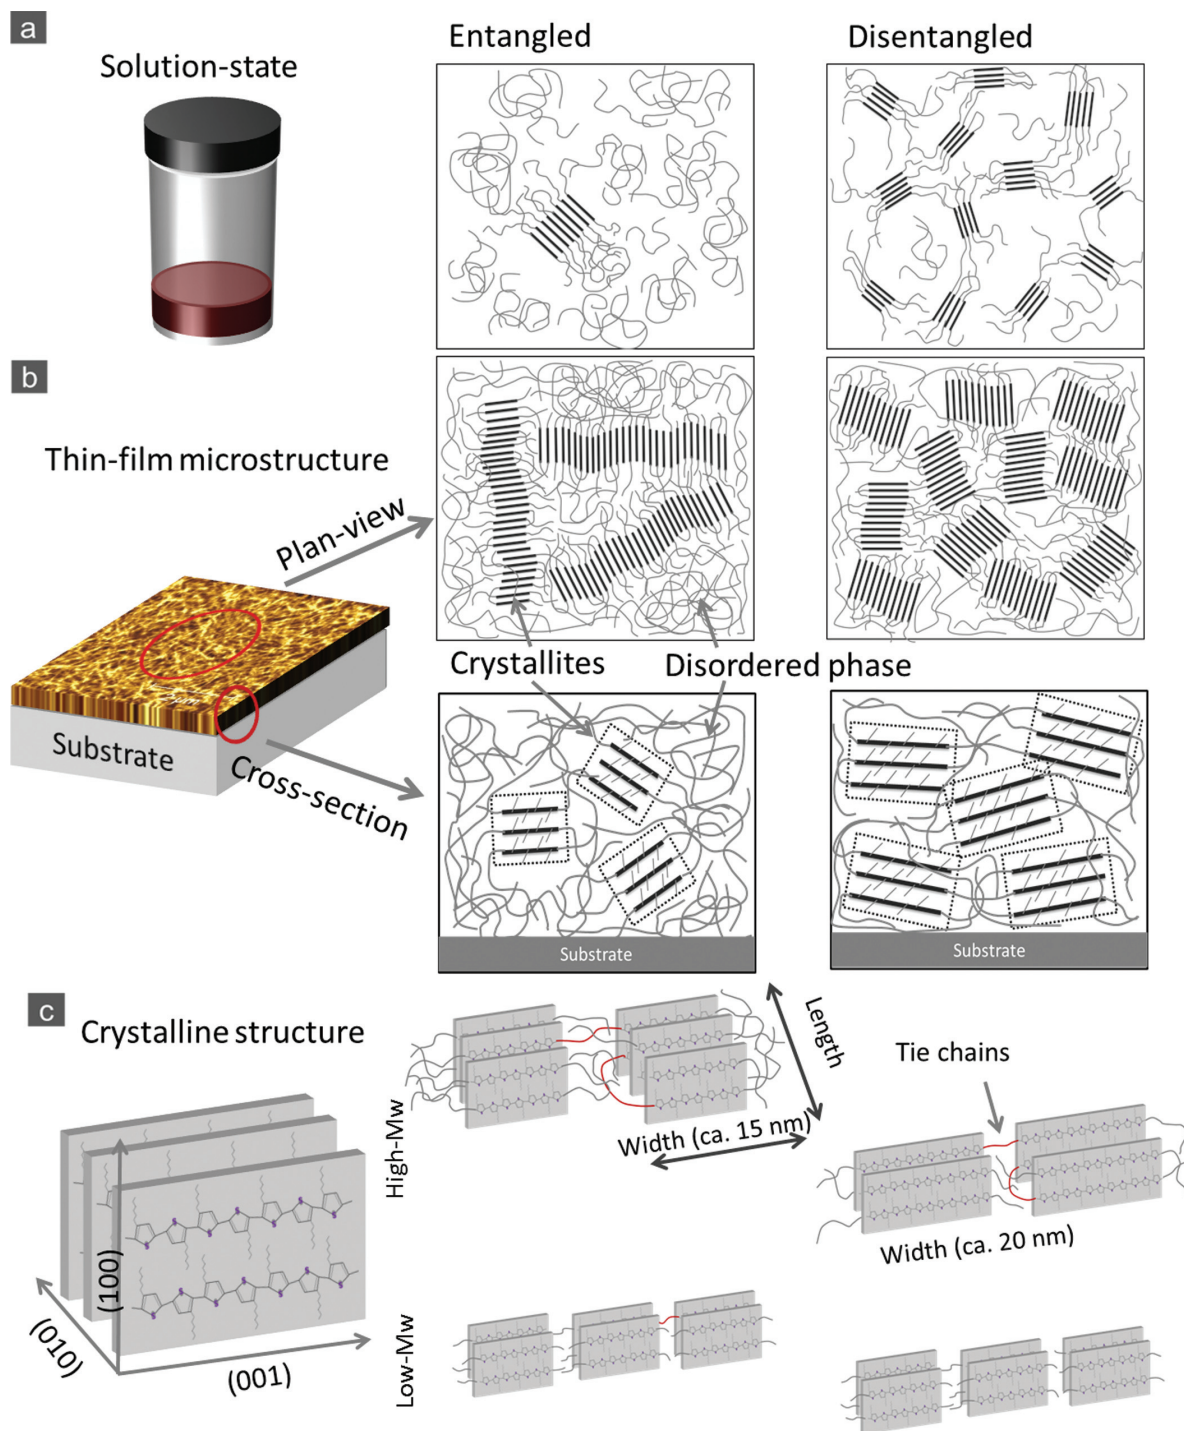 a
Solution-state
Entangled
Disentangled
b
Thin-film microstructure
Plan-view
Crystallites
Disordered phase
Substrate
Cross-section
Substrate
Substrate
c
Crystalline structure
High-Mw
Length
Width (ca. 15 nm)
Tie chains
Width (ca. 20 nm)
(100)
(010)
(001)
Low-Mw